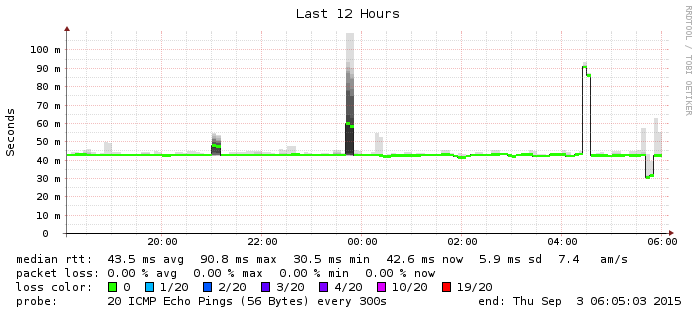 Last 12 Hours
RRDTOOL / TOBI OETIKER
Seconds
100 m
90 m
80 m
70 m
60 m
50 m
40 m
30 m
20 m
10 m
0
20:00 22:00 00:00 02:00 04:00 06:00
median rtt: 43.5 ms avg 90.8 ms max 30.5 ms min 42.6 ms now 5.9 ms sd 7.4 am/s
packet loss: 0.00 % avg 0.00 % max 0.00 % min 0.00 % now
loss color: 0 1/20 2/20 3/20 4/20 10/20 19/20
probe: 20 ICMP Echo Pings (56 Bytes) every 300s end: Thu Sep 3 06:05:03 2015